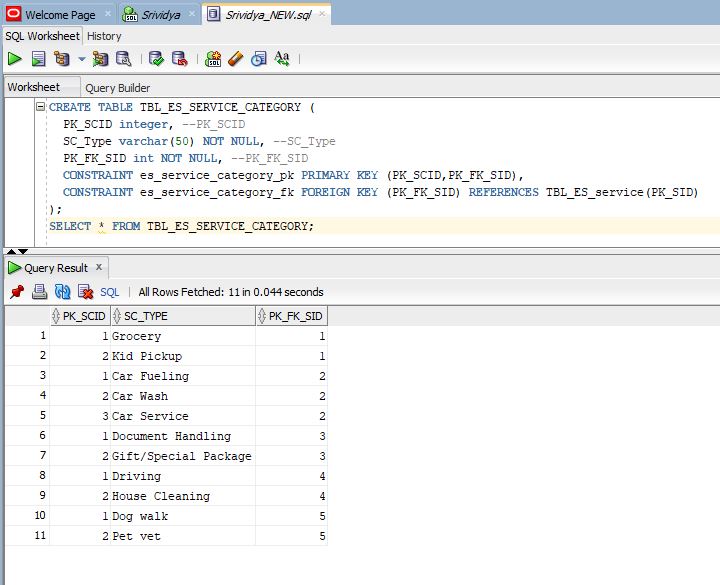 Welcome Page Srividya Srividya_NEW.sql
SQL Worksheet History
Worksheet Query Builder
CREATE TABLE TBL_ES_SERVICE_CATEGORY (
PK_SCID integer, --PK_SCID
SC_Type varchar(50) NOT NULL, --SC_Type
PK_FK_SID int NOT NULL, --PK_FK_SID
CONSTRAINT es_service_category_pk PRIMARY KEY (PK_SCID,PK_FK_SID),
CONSTRAINT es_service_category_fk FOREIGN KEY (PK_FK_SID) REFERENCES TBL_ES_service(PK_SID)
);
SELECT * FROM TBL_ES_SERVICE_CATEGORY;
Query Result x
SQL | All Rows Fetched: 11 in 0.044 seconds
PK_SCID SC_TYPE PK_FK_SID
1 1 Grocery 1
2 2 Kid Pickup 1
3 1 Car Fueling 2
4 2 Car Wash 2
5 3 Car Service 2
6 1 Document Handling 3
7 2 Gift/Special Package 3
8 1 Driving 4
9 2 House Cleaning 4
10 1 Dog walk 5
11 2 Pet vet 5